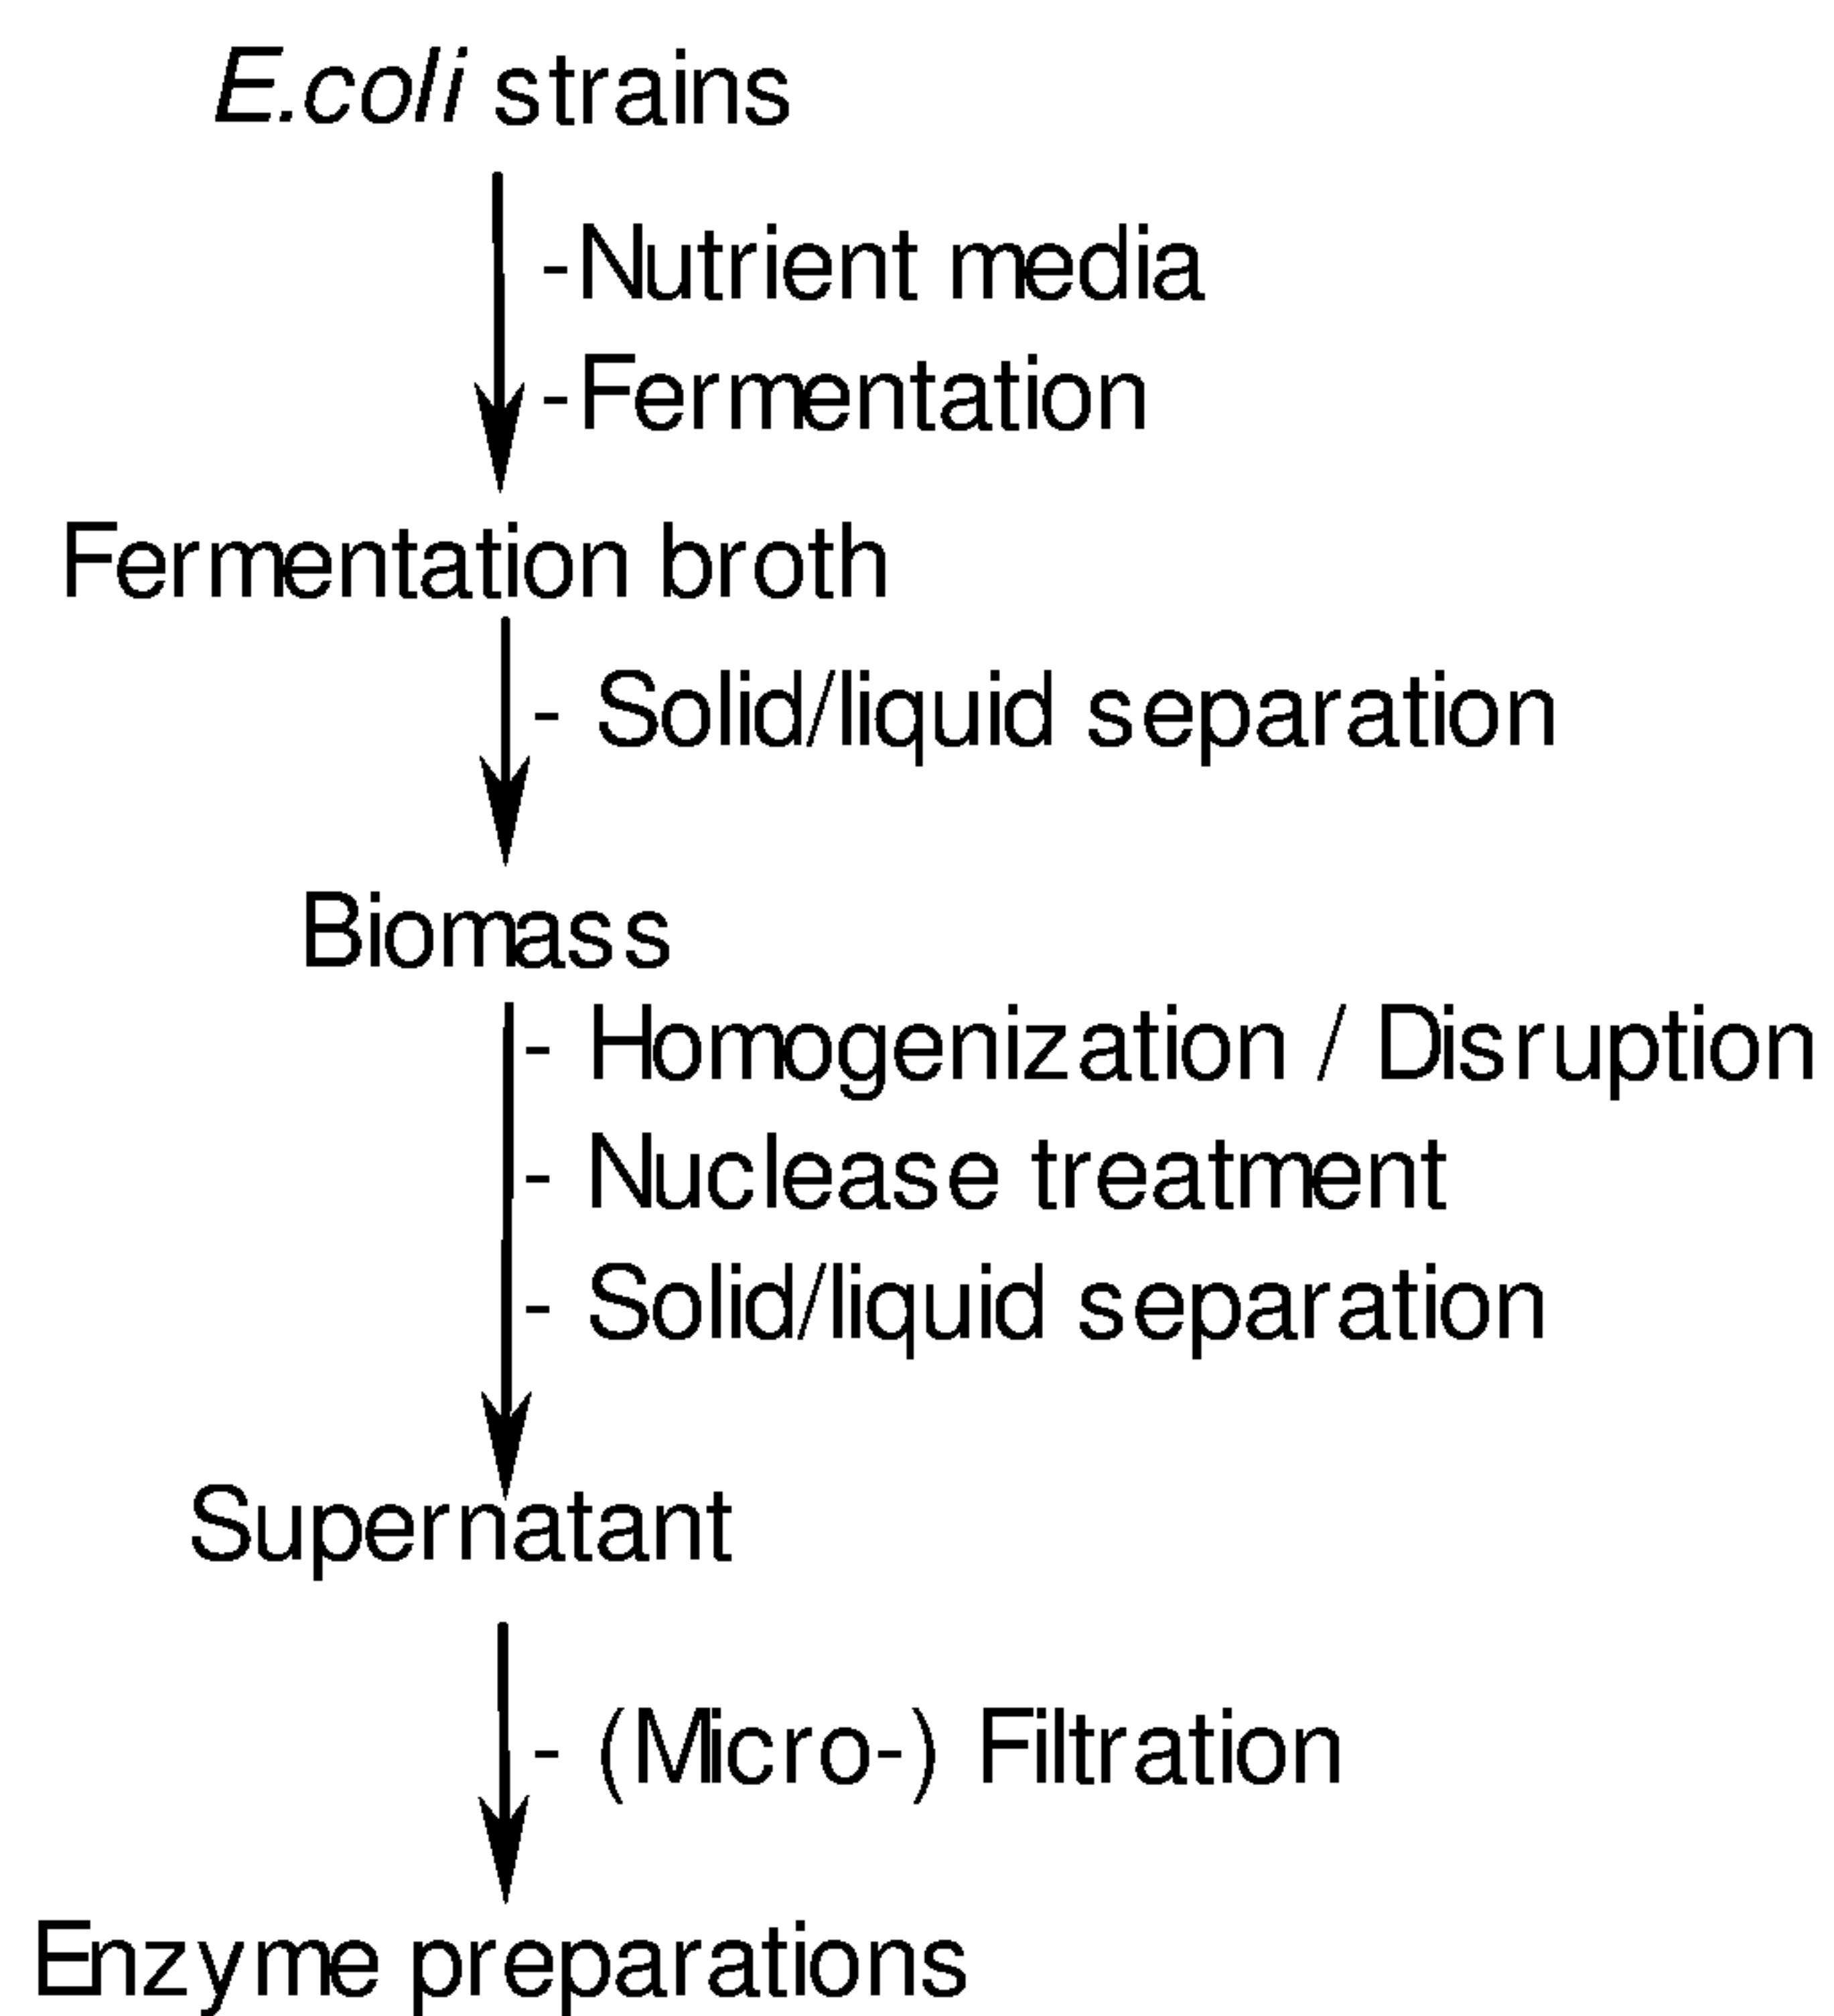 E.coli strains
-Nutrient media
-Fermentation
Fermentation broth
- Solid/liquid separation
Biomass
- Homogenization / Disruption
- Nuclease treatment
- Solid/liquid separation
Supernatant
- (Micro-) Filtration
Enzyme preparations